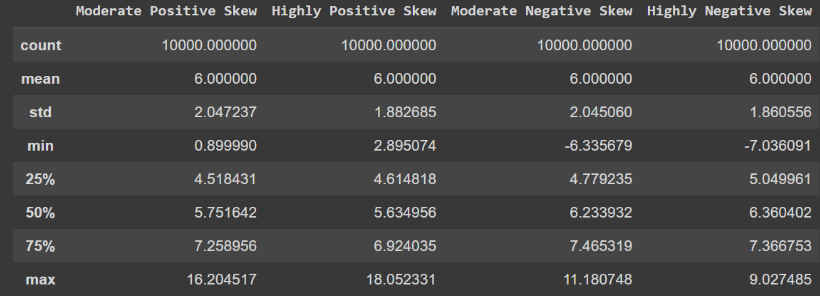 Moderate Positive Skew Highly Positive Skew Moderate Negative Skew Highly Negative Skew
count 10000.000000 10000.000000 10000.000000 10000.000000
mean 6.000000 6.000000 6.000000 6.000000
std 2.047237 1.882685 2.045060 1.860556
min 0.899990 2.895074 -6.335679 -7.036091
25% 4.518431 4.614818 4.779235 5.049961
50% 5.751642 5.634956 6.233932 6.360402
75% 7.258956 6.924035 7.465319 7.366753
max 16.204517 18.052331 11.180748 9.027485